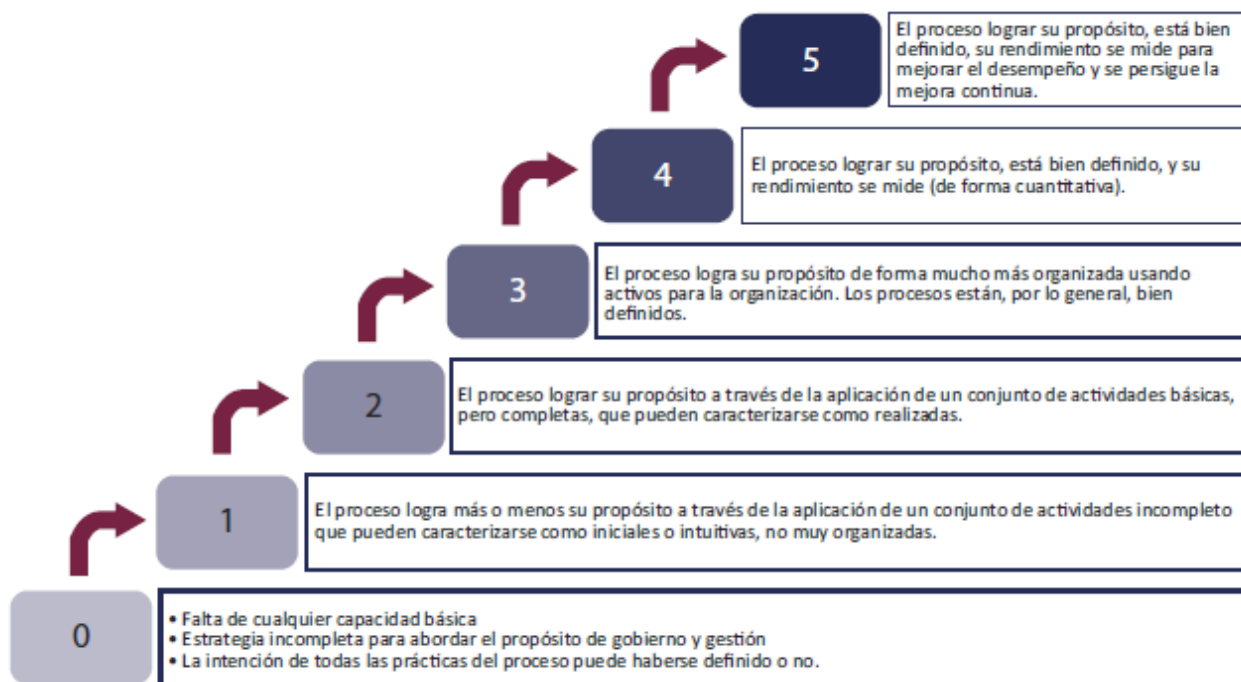 5
El proceso lograr su propósito, está bien
definido, su rendimiento se mide para
mejorar el desempeño y se persigue la
mejora continua.
4
El proceso lograr su propósito, está bien definido, y su
rendimiento se mide (de forma cuantitativa).
3
El proceso logra su propósito de forma mucho más organizada usando
activos para la organización. Los procesos están, por lo general, bien
definidos.
2
El proceso lograr su propósito a través de la aplicación de un conjunto de actividades básicas,
pero completas, que pueden caracterizarse como realizadas.
1
El proceso logra más o menos su propósito a través de la aplicación de un conjunto de actividades incompleto
que pueden caracterizarse como iniciales o intuitivas, no muy organizadas.
0
• Falta de cualquier capacidad básica
• Estrategia incompleta para abordar el propósito de gobierno y gestión
• La intención de todas las prácticas del proceso puede haberse definido o no.